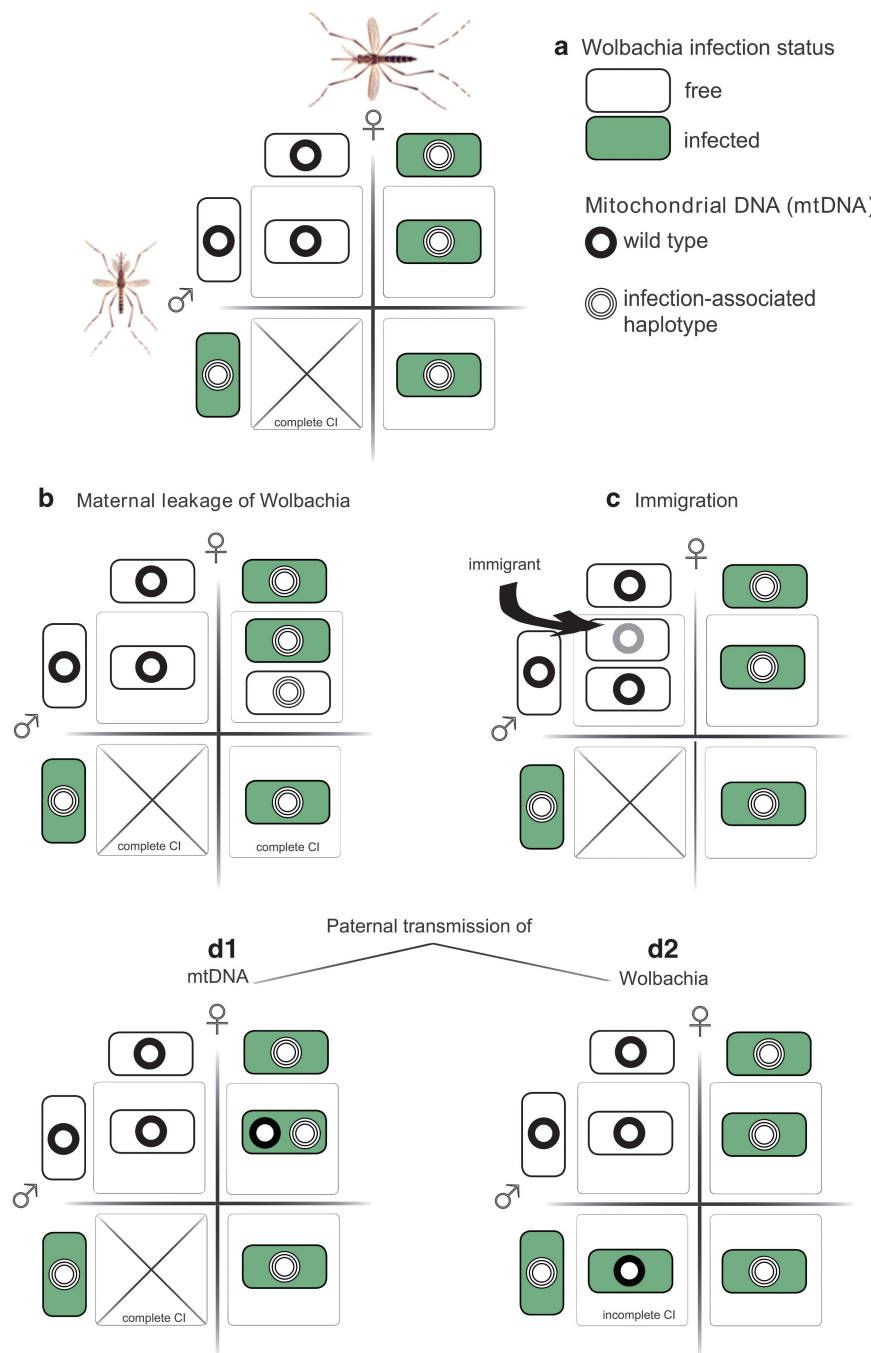 a Wolbachia infection status
free
infected
Mitochondrial DNA (mtDNA)
wild type
infection-associated
haplotype
♀
♂
complete CI
b Maternal leakage of Wolbachia
♀
♂
complete CI
complete CI
c Immigration
immigrant
♀
♂
Paternal transmission of
d1
mtDNA
♀
♂
complete CI
d2
Wolbachia
♀
♂
incomplete CI